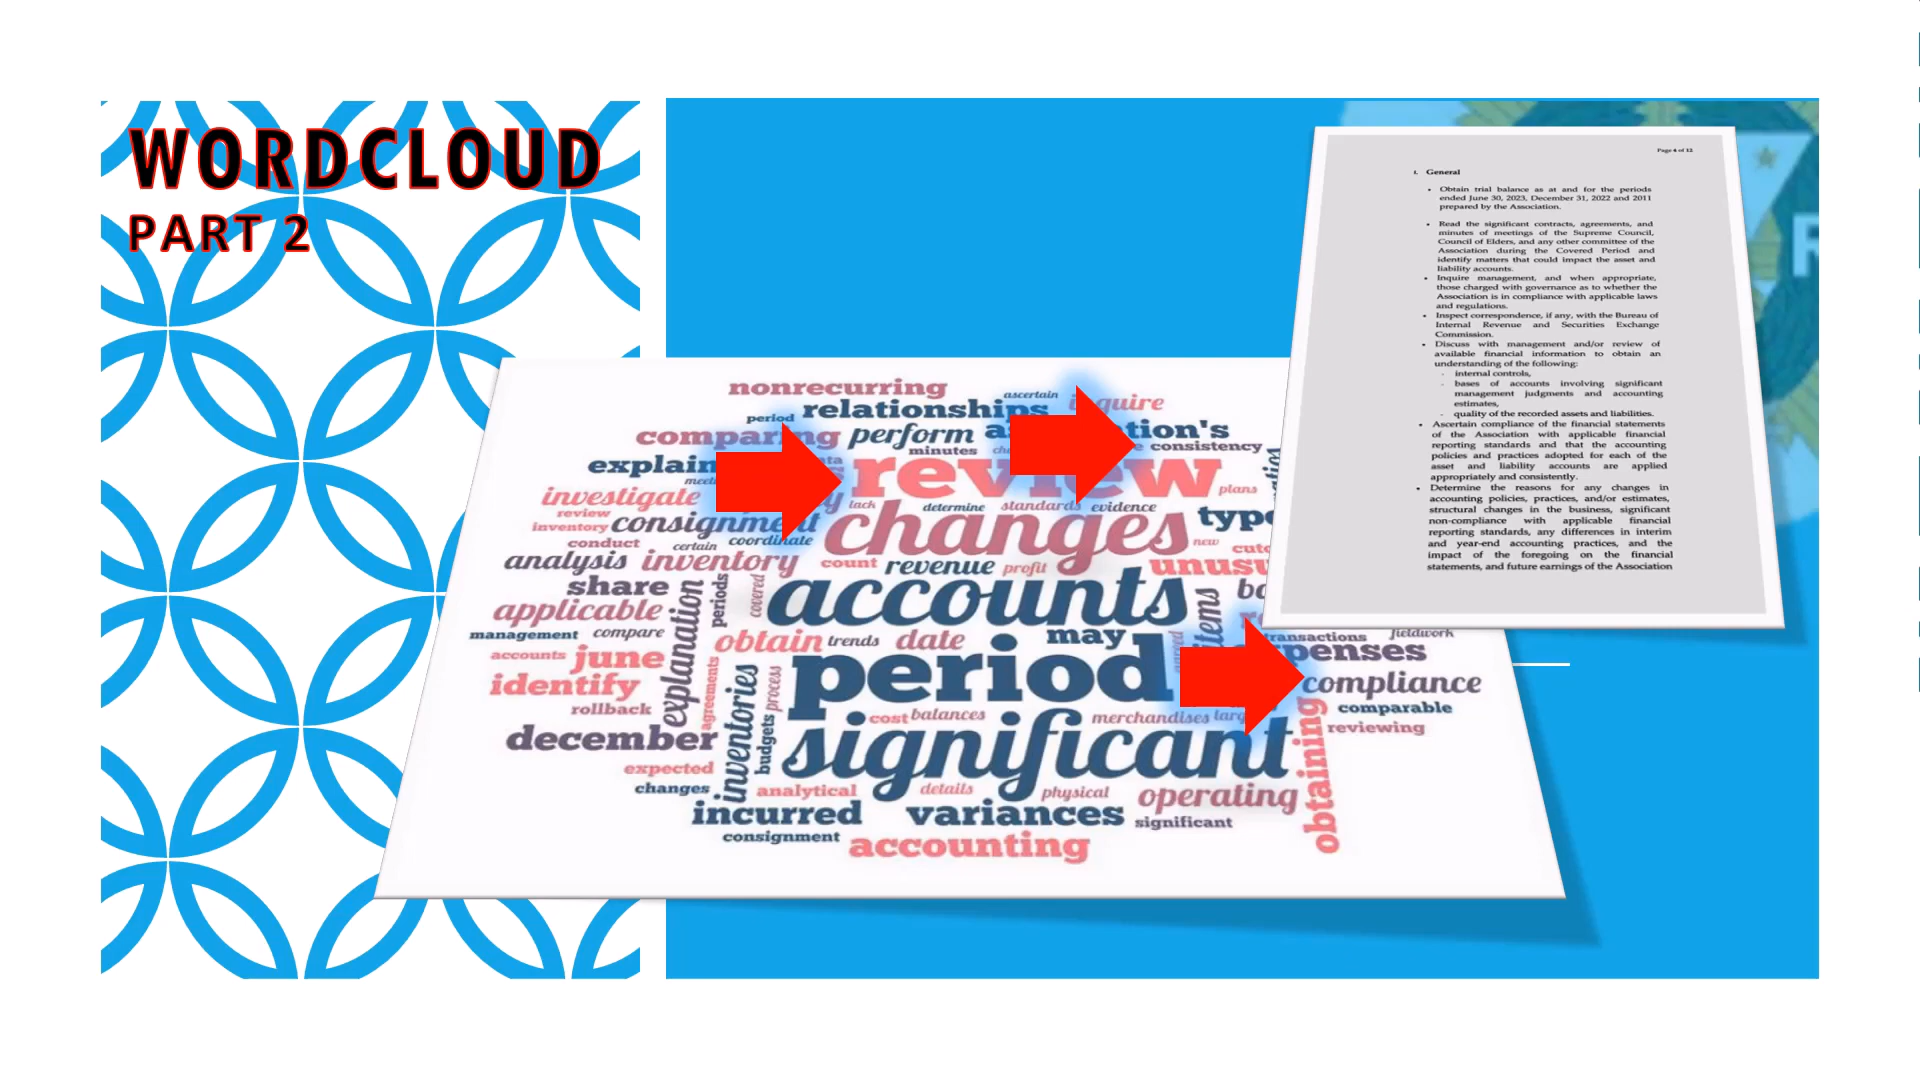 WORDCLOUD
PART 2
Page 6 of 12
1. General
• Obtain trial balance as at and for the periods
ended June 30, 2023, December 31, 2022 and 2011
prepared by the Association.
• Read the significant contracts, agreements, and
minutes of meetings of the Supreme Council,
Council of Elders, and any other committee of the
Association during the Covered Period and
identify matters that could impact the asset and
liability accounts.
• Inquire management, and when appropriate,
those charged with governance as to whether the
Association is in compliance with applicable laws
and regulations.
• Inspect correspondence, if any, with the Bureau of
Internal Revenue and Securities Exchange
Commission.
• Discuss with management and/or review of
available financial information to obtain an
understanding of the following:
- internal controls,
- bases of accounts involving significant
management judgments and accounting
estimates,
- quality of the recorded assets and liabilities.
• Ascertain compliance of the financial statements
of the Association with applicable financial
reporting standards and that the accounting
policies and practices adopted for each of the
asset and liability accounts are applied
appropriately and consistently.
• Determine the reasons for any changes in
accounting policies, practices, and/or estimates,
structural changes in the business, significant
non-compliance with applicable financial
reporting standards, any differences in interim
and year-end accounting practices, and the
impact of the foregoing on the financial
statements, and future earnings of the Association
nonrecurring
ascertain
relationships
period
comparing
perform
minutes
consistency
review
investigate
plans
review
lack
determine
standards
evidence
inventory
consignment
changes
conduct
certain
coordinate
new
analysis
inventory
count
revenue
profit
share
periods
covered
accounts
items
applicable
explanation
management
compare
obtain
trends
date
may
transactions
fieldwork
accounts
june
agreements
process
period
compliance
identify
inventories
comparable
rollback
cost
balances
merchandises
reviewing
december
budgets
significant
obtaining
expected
changes
analytical
details
physical
operating
incurred
variances
significant
consignment
accounting